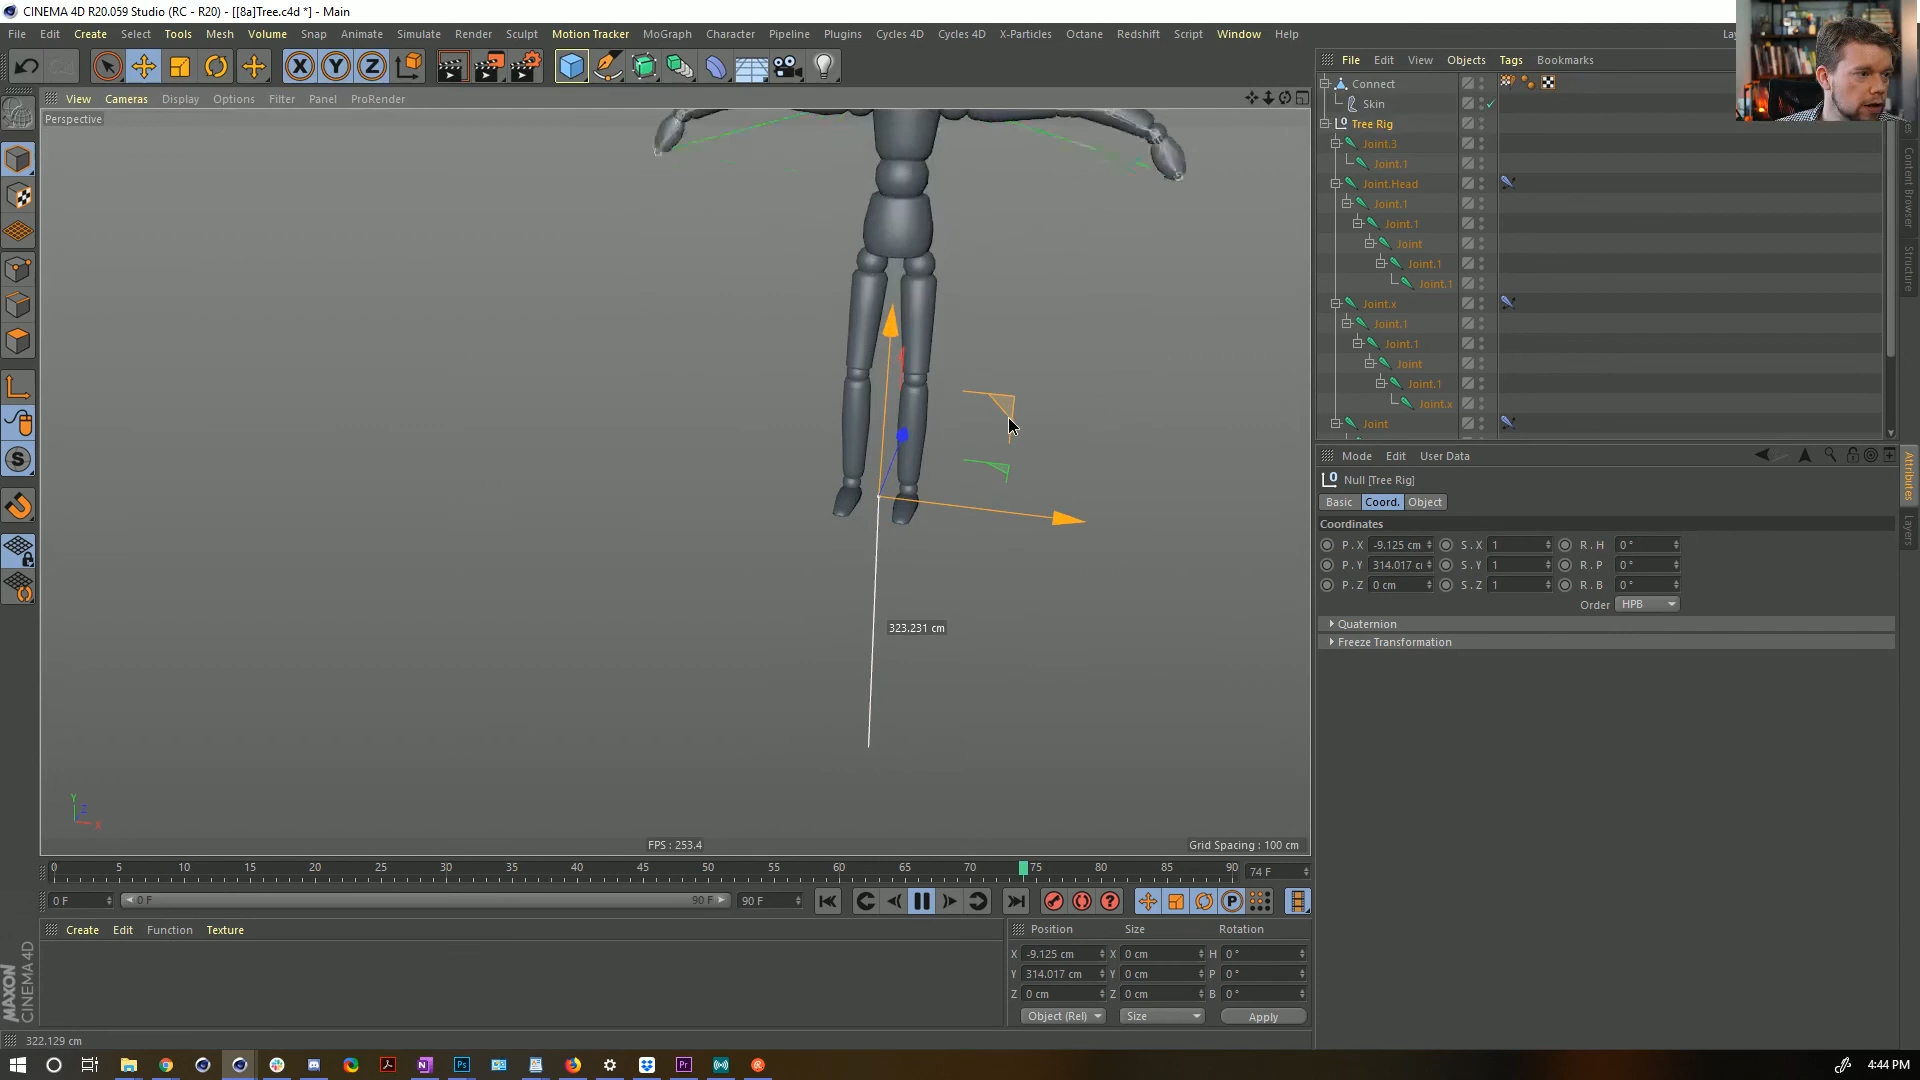 CINEMA 4D R20.059 Studio (RC - R20) - [[8a]Tree.c4d *] - Main
File Edit Create Select Tools Mesh Volume Snap Animate Simulate Render Sculpt Motion Tracker MoGraph Character Pipeline Plugins Cycles 4D Cycles 4D X-Particles Octane Redshift Script Window Help
View Cameras Display Options Filter Panel ProRender
Perspective
323.231 cm
Y
Z
X
FPS : 253.4
Grid Spacing : 100 cm
0 5 10 15 20 25 30 35 40 45 50 55 60 65 70 75 80 85 90
74 F
0 F
0 F
90 F
90 F
Create Edit Function Texture
MAXON
CINEMA 4D
Position Size Rotation
X -9.125 cm X 0 cm H 0 °
Y 314.017 cm Y 0 cm P 0 °
Z 0 cm Z 0 cm B 0 °
Object (Rel) Size Apply
322.129 cm
File Edit View Objects Tags Bookmarks
Connect
Skin
Tree Rig
Joint.3
Joint.1
Joint.Head
Joint.1
Joint.1
Joint
Joint.1
Joint.1
Joint.x
Joint.1
Joint.1
Joint
Joint.1
Joint.x
Joint
Content Browser
Structure
Mode Edit User Data
Null [Tree Rig]
Basic Coord. Object
Coordinates
P . X -9.125 cm S . X 1 R . H 0 °
P . Y 314.017 c S . Y 1 R . P 0 °
P . Z 0 cm S . Z 1 R . B 0 °
Order HPB
Quaternion
Freeze Transformation
Attributes
Layers
4:44 PM